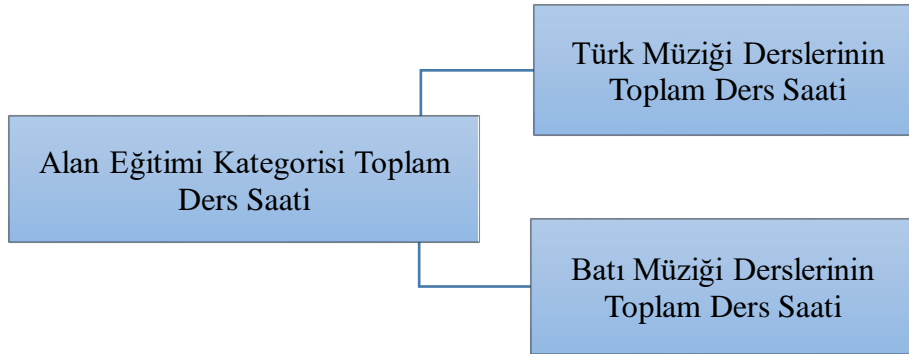 Türk Müziği Derslerinin
Toplam Ders Saati
Alan Eğitimi Kategorisi Toplam
Ders Saati
Batı Müziği Derslerinin
Toplam Ders Saati